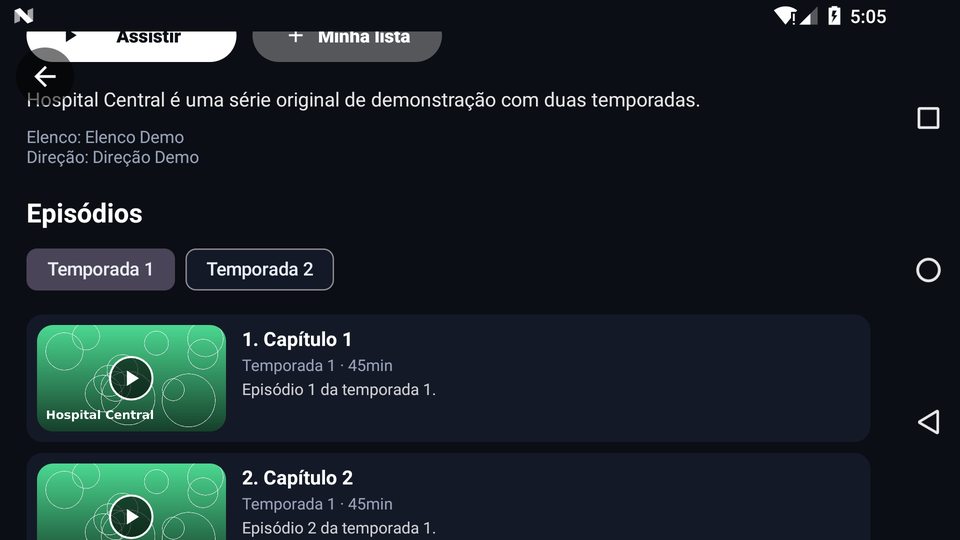 5:05
Assistir
Minha lista
Hospital Central é uma série original de demonstração com duas temporadas.
Elenco: Elenco Demo
Direção: Direção Demo
Episódios
Temporada 1
Temporada 2
1. Capítulo 1
Temporada 1 · 45min
Episódio 1 da temporada 1.
Hospital Central
2. Capítulo 2
Temporada 1 · 45min
Episódio 2 da temporada 1.